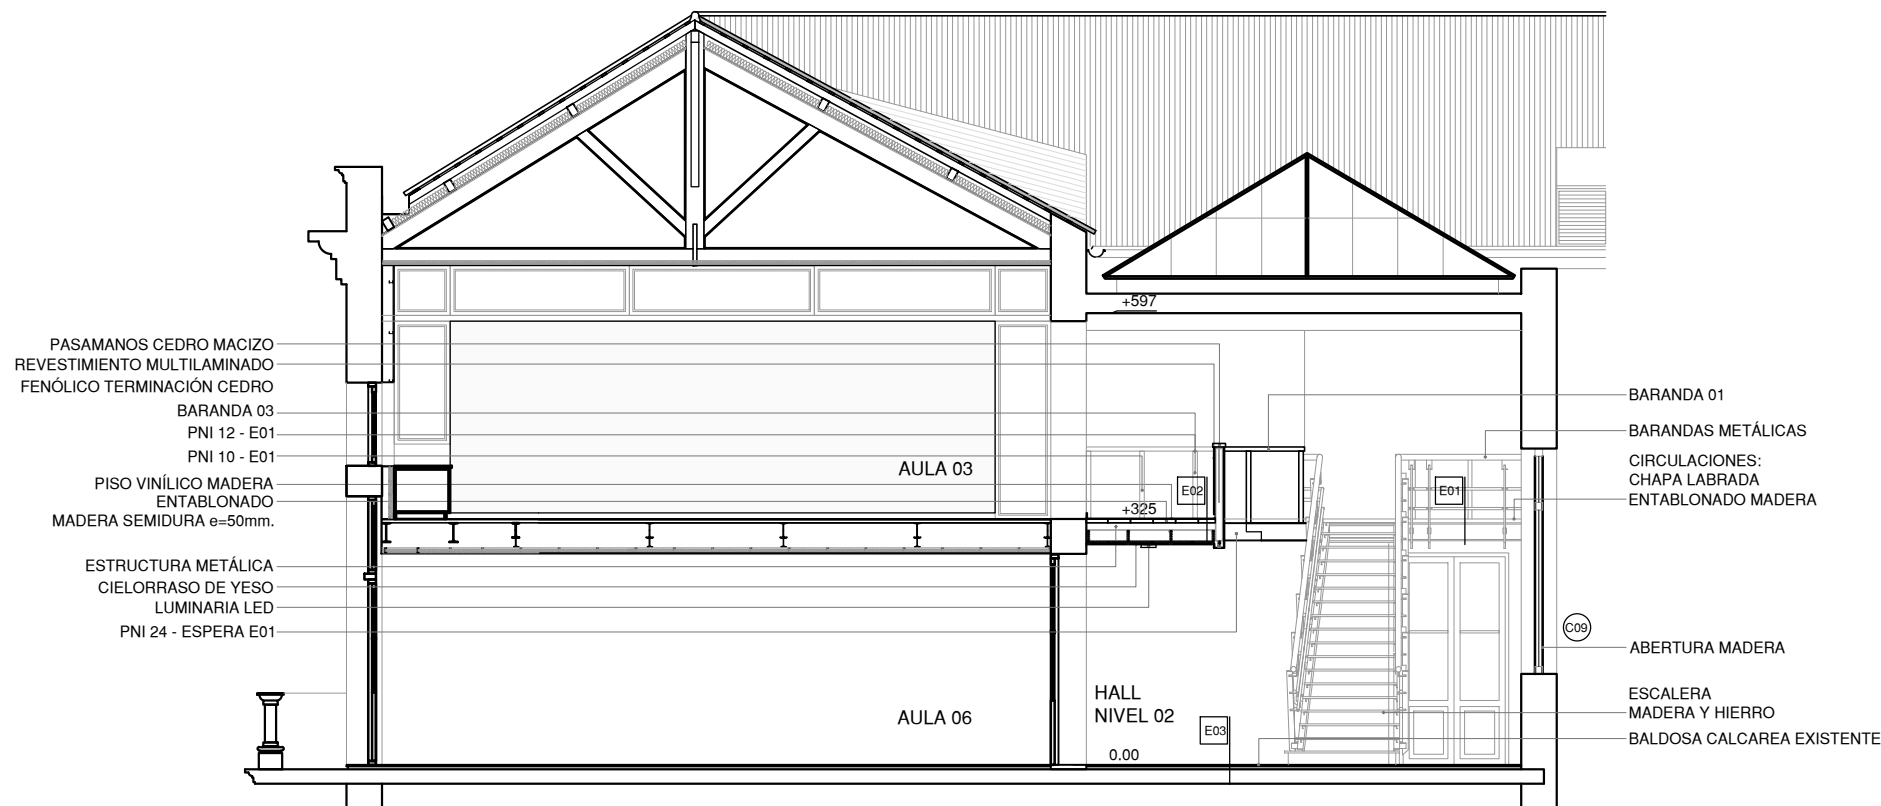 +597
PASAMANOS CEDRO MACIZO
REVESTIMIENTO MULTILAMINADO
FENÓLICO TERMINACIÓN CEDRO
BARANDA 03
PNI 12 - E01
PNI 10 - E01
PISO VINÍLICO MADERA
ENTABLONADO
MADERA SEMIDURA e=50mm.
ESTRUCTURA METÁLICA
CIELORRASO DE YESO
LUMINARIA LED
PNI 24 - ESPERA E01
AULA 03
E02
+325
E01
AULA 06
HALL
NIVEL 02
E03
0.00
BARANDA 01
BARANDAS METÁLICAS
CIRCULACIONES:
CHAPA LABRADA
ENTABLONADO MADERA
C09
ABERTURA MADERA
ESCALERA
MADERA Y HIERRO
BALDOSA CALCAREA EXISTENTE